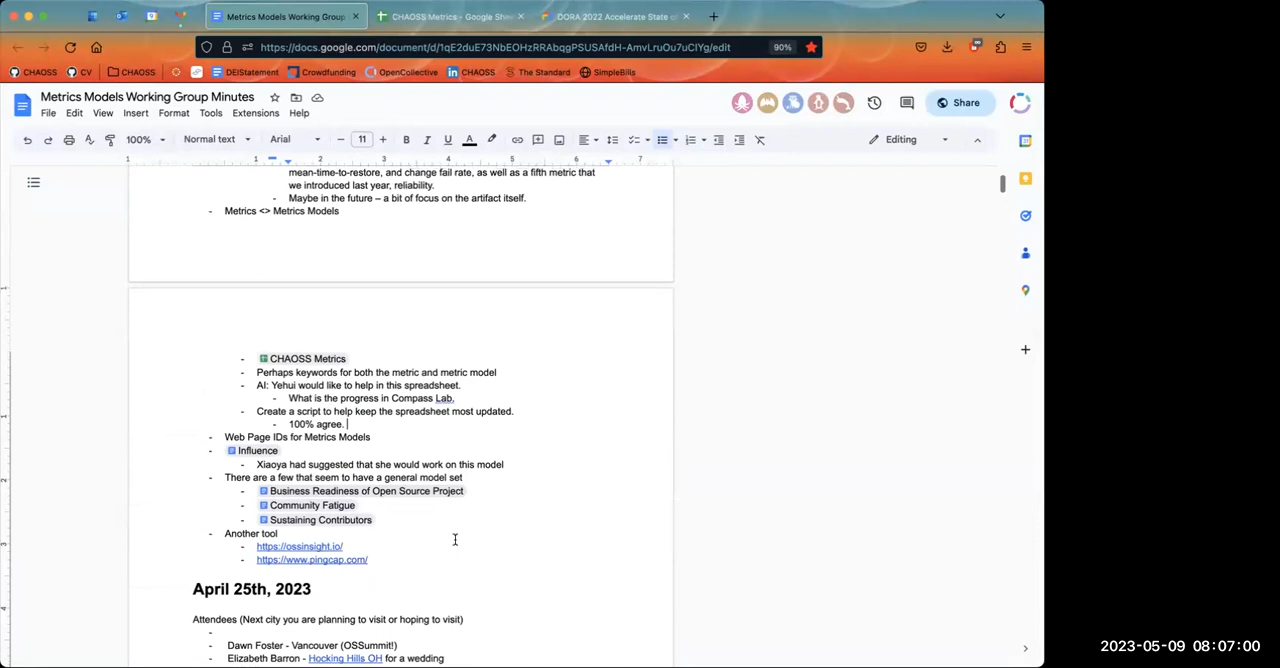 Metrics Models Working Group
CHAOSS Metrics - Google She
DORA 2022 Accelerate State o
https://docs.google.com/document/d/1qE2duE73NbEOHzRRAbqgPSUSAfdH-AmvLruOu7uClYg/edit
90%
CHAOSS
CV
CHAOSS
DEIStatement
Crowdfunding
OpenCollective
CHAOSS
The Standard
SimpleBills
Metrics Models Working Group Minutes
File Edit View Insert Format Tools Extensions Help
Share
100%
Normal text
Arial
11
Editing
1 1 2 3 4 5 6 7
mean-time-to-restore, and change fail rate, as well as a fifth metric that
we introduced last year, reliability.
- Maybe in the future – a bit of focus on the artifact itself.
- Metrics <> Metrics Models
- CHAOSS Metrics
- Perhaps keywords for both the metric and metric model
- AI: Yehui would like to help in this spreadsheet.
- What is the progress in Compass Lab.
- Create a script to help keep the spreadsheet most updated.
- 100% agree.
- Web Page IDs for Metrics Models
- Influence
- Xiaoya had suggested that she would work on this model
- There are a few that seem to have a general model set
- Business Readiness of Open Source Project
- Community Fatigue
- Sustaining Contributors
- Another tool
- https://ossinsight.io/
- https://www.pingcap.com/
April 25th, 2023
Attendees (Next city you are planning to visit or hoping to visit)
-
- Dawn Foster - Vancouver (OSSummit!)
- Elizabeth Barron - Hocking Hills OH for a wedding
2023-05-09 08:07:00